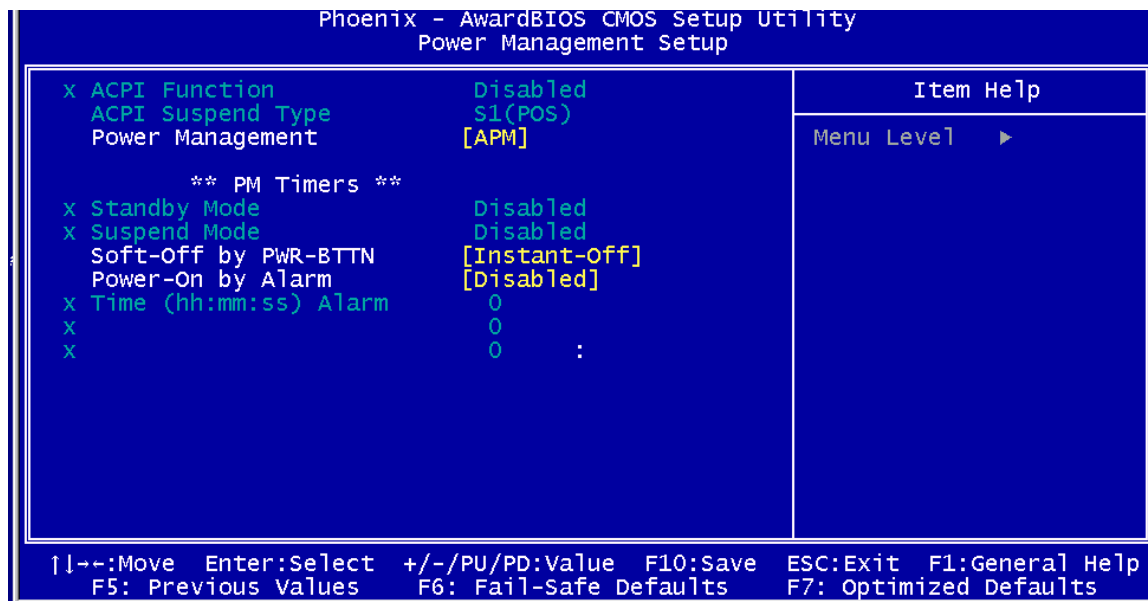 Phoenix - AwardBIOS CMOS Setup Utility
Power Management Setup
x ACPI Function Disabled
ACPI Suspend Type S1(POS)
Power Management [APM]
** PM Timers **
x Standby Mode Disabled
x Suspend Mode Disabled
Soft-Off by PWR-BTTN [Instant-Off]
Power-On by Alarm [Disabled]
x Time (hh:mm:ss) Alarm 0
x 0
x 0 :
Item Help
Menu Level ▶
↑↓→←:Move Enter:Select +/-/PU/PD:Value F10:Save ESC:Exit F1:General Help
F5: Previous Values F6: Fail-Safe Defaults F7: Optimized Defaults